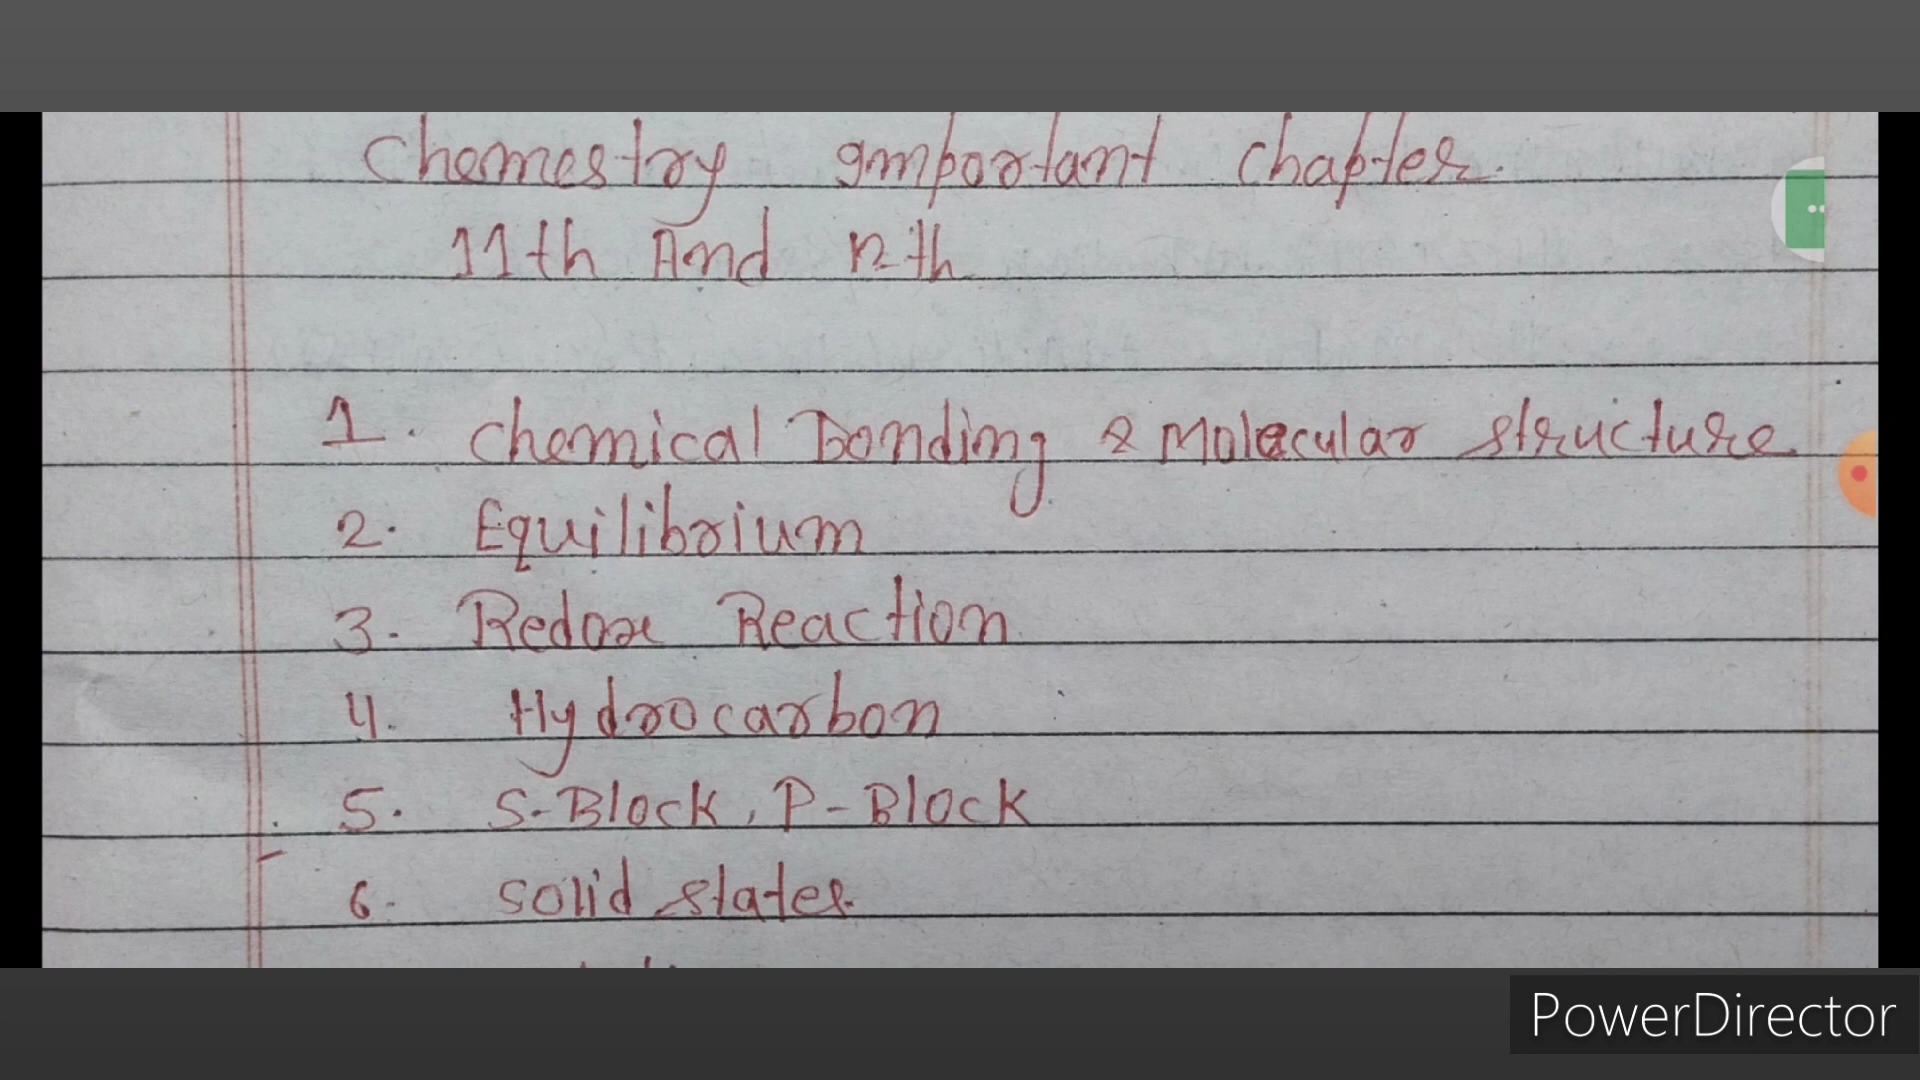 Chemestry Important Chapter.
11th And 12th
1. Chemical Bonding & Molecular structure
2. Equilibrium
3. Redox Reaction
4. Hydrocarbon
5. S-Block, P-Block
6. Solid states.
PowerDirector